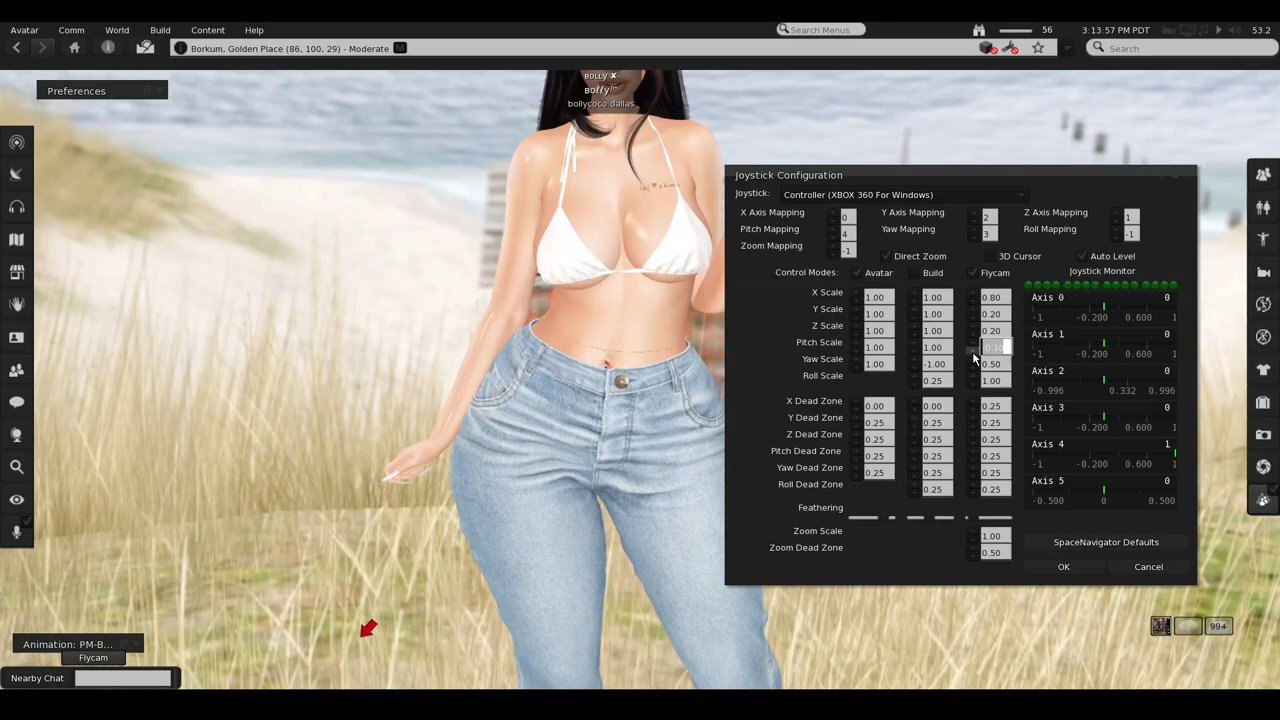 Avatar Comm World Build Content Help
Search Menus
56
3:13:57 PM PDT
53.2
Borkum, Golden Place (86, 100, 29) - Moderate
M
Search
Preferences
bollycoco.dallas
Joystick Configuration
Joystick: Controller (XBOX 360 For Windows)
X Axis Mapping 0 Y Axis Mapping 2 Z Axis Mapping 1
Pitch Mapping 4 Yaw Mapping 3 Roll Mapping -1
Zoom Mapping -1
Direct Zoom 3D Cursor Auto Level
Control Modes: Avatar Build Flycam
Joystick Monitor
X Scale 1.00 1.00 0.80
Y Scale 1.00 1.00 0.20
Z Scale 1.00 1.00 0.20
Pitch Scale 1.00 1.00
Yaw Scale 1.00 -1.00 0.50
Roll Scale 0.25 1.00
X Dead Zone 0.00 0.00 0.25
Y Dead Zone 0.25 0.25 0.25
Z Dead Zone 0.25 0.25 0.25
Pitch Dead Zone 0.25 0.25 0.25
Yaw Dead Zone 0.25 0.25 0.25
Roll Dead Zone 0.25 0.25
Feathering
Zoom Scale 1.00
Zoom Dead Zone 0.50
Axis 0 0
-1 -0.200 0.600 1
Axis 1 0
-1 -0.200 0.600 1
Axis 2 0
-0.996 0.332 0.996
Axis 3 0
-1 -0.200 0.600 1
Axis 4 1
-1 -0.200 0.600 1
Axis 5 0
-0.500 0 0.500
SpaceNavigator Defaults
OK Cancel
994
Animation: PM-B...
Flycam
Nearby Chat